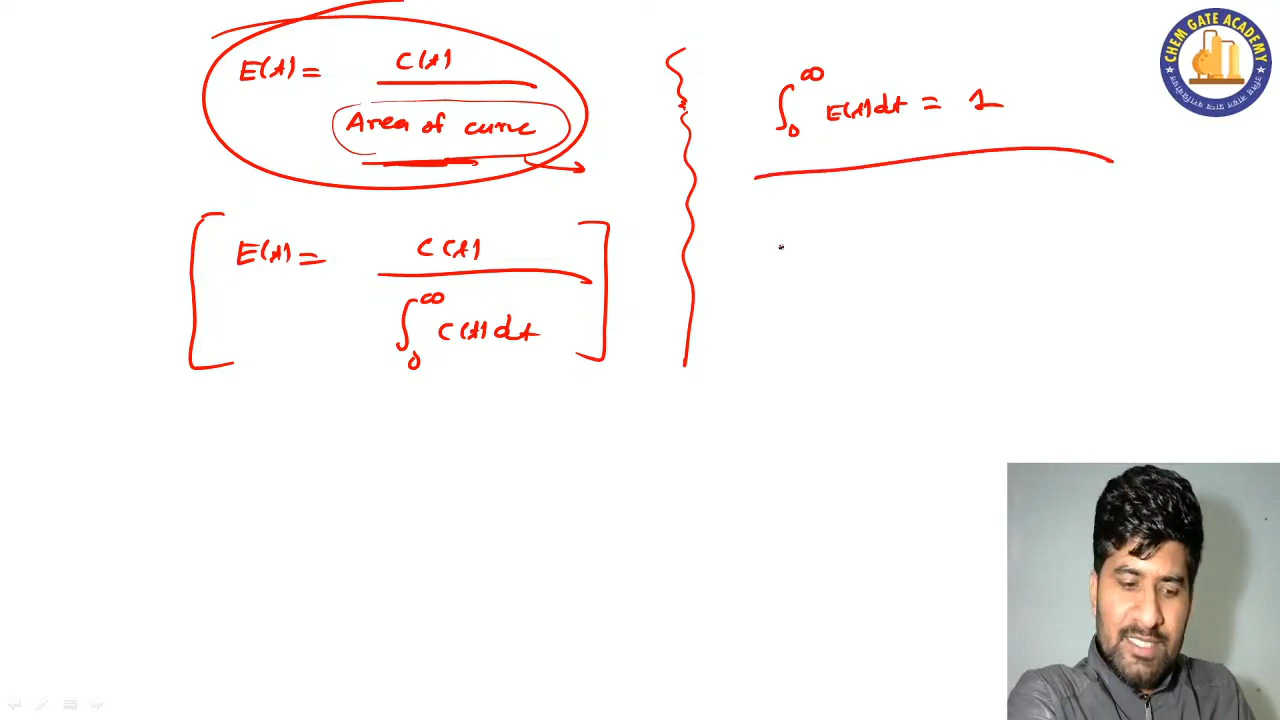 E(t) = C(t) / Area of curve
E(t) = C(t) / ∫₀^∞ C(t)dt
∫₀^∞ E(t)dt = 1
CHEM GATE ACADEMY